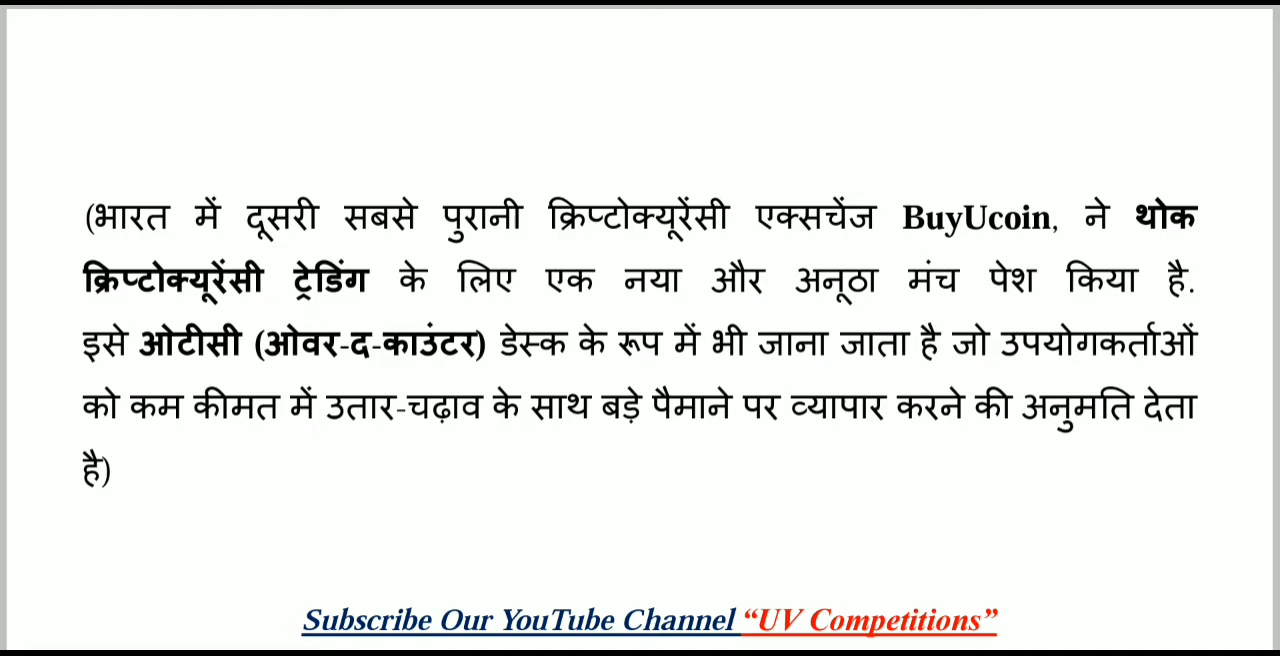 (भारत में दूसरी सबसे पुरानी क्रिप्टोक्यूरेंसी एक्सचेंज BuyUcoin, ने थोक
क्रिप्टोक्यूरेंसी ट्रेडिंग के लिए एक नया और अनूठा मंच पेश किया है.
इसे ओटीसी (ओवर-द-काउंटर) डेस्क के रूप में भी जाना जाता है जो उपयोगकर्ताओं
को कम कीमत में उतार-चढ़ाव के साथ बड़े पैमाने पर व्यापार करने की अनुमति देता
है)
Subscribe Our YouTube Channel “UV Competitions”